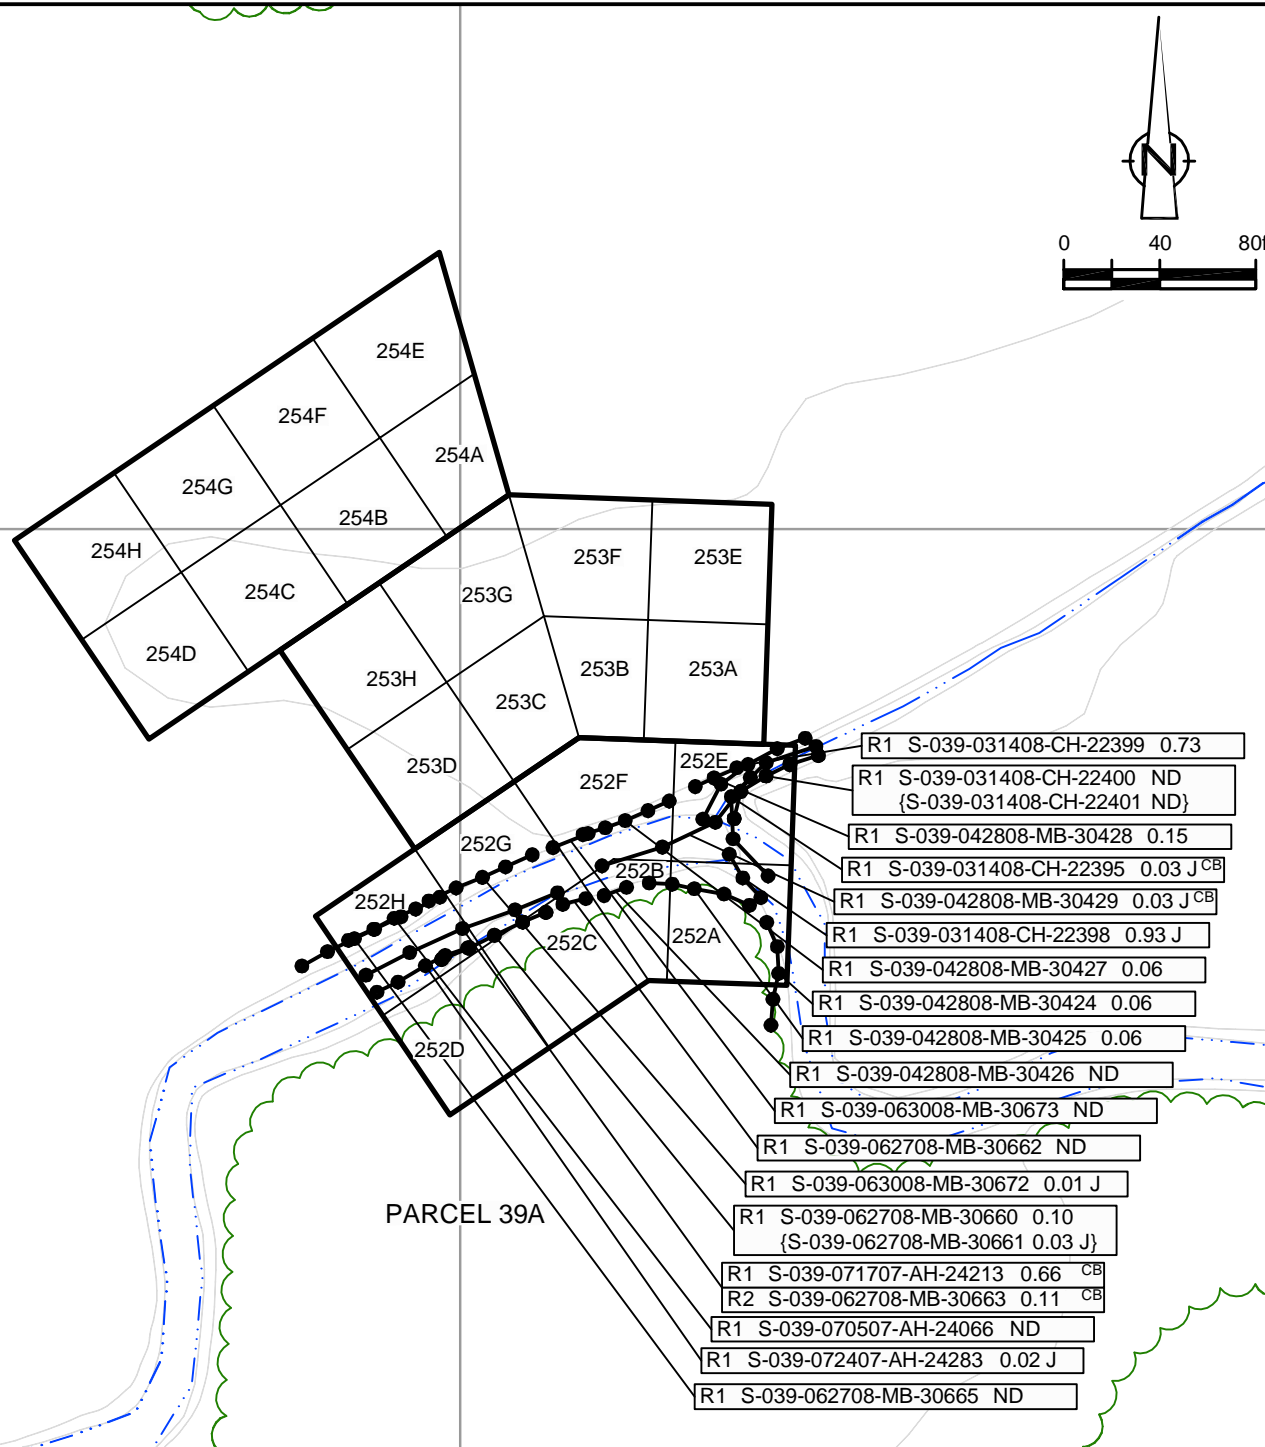 N
0 40 80f
254E
254F
254A
254G
254B
254H
254C
254D
253F
253E
253G
253B
253A
253H
253C
253D
252E
252F
252G
252B
252H
252C
252A
252D
R1 S-039-031408-CH-22399 0.73
R1 S-039-031408-CH-22400 ND
{S-039-031408-CH-22401 ND}
R1 S-039-042808-MB-30428 0.15
R1 S-039-031408-CH-22395 0.03 J CB
R1 S-039-042808-MB-30429 0.03 J CB
R1 S-039-031408-CH-22398 0.93 J
R1 S-039-042808-MB-30427 0.06
R1 S-039-042808-MB-30424 0.06
R1 S-039-042808-MB-30425 0.06
R1 S-039-042808-MB-30426 ND
R1 S-039-063008-MB-30673 ND
R1 S-039-062708-MB-30662 ND
R1 S-039-063008-MB-30672 0.01 J
R1 S-039-062708-MB-30660 0.10
{S-039-062708-MB-30661 0.03 J}
R1 S-039-071707-AH-24213 0.66 CB
R2 S-039-062708-MB-30663 0.11 CB
R1 S-039-070507-AH-24066 ND
R1 S-039-072407-AH-24283 0.02 J
R1 S-039-062708-MB-30665 ND
PARCEL 39A